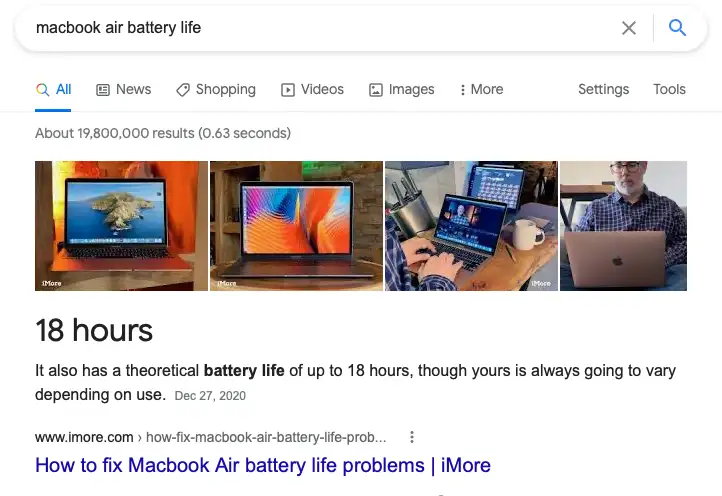 macbook air battery life
All News Shopping Videos Images More Settings Tools
About 19,800,000 results (0.63 seconds)
iMore iMore iMore
18 hours
It also has a theoretical battery life of up to 18 hours, though yours is always going to vary
depending on use. Dec 27, 2020
www.imore.com › how-fix-macbook-air-battery-life-prob...
How to fix Macbook Air battery life problems | iMore